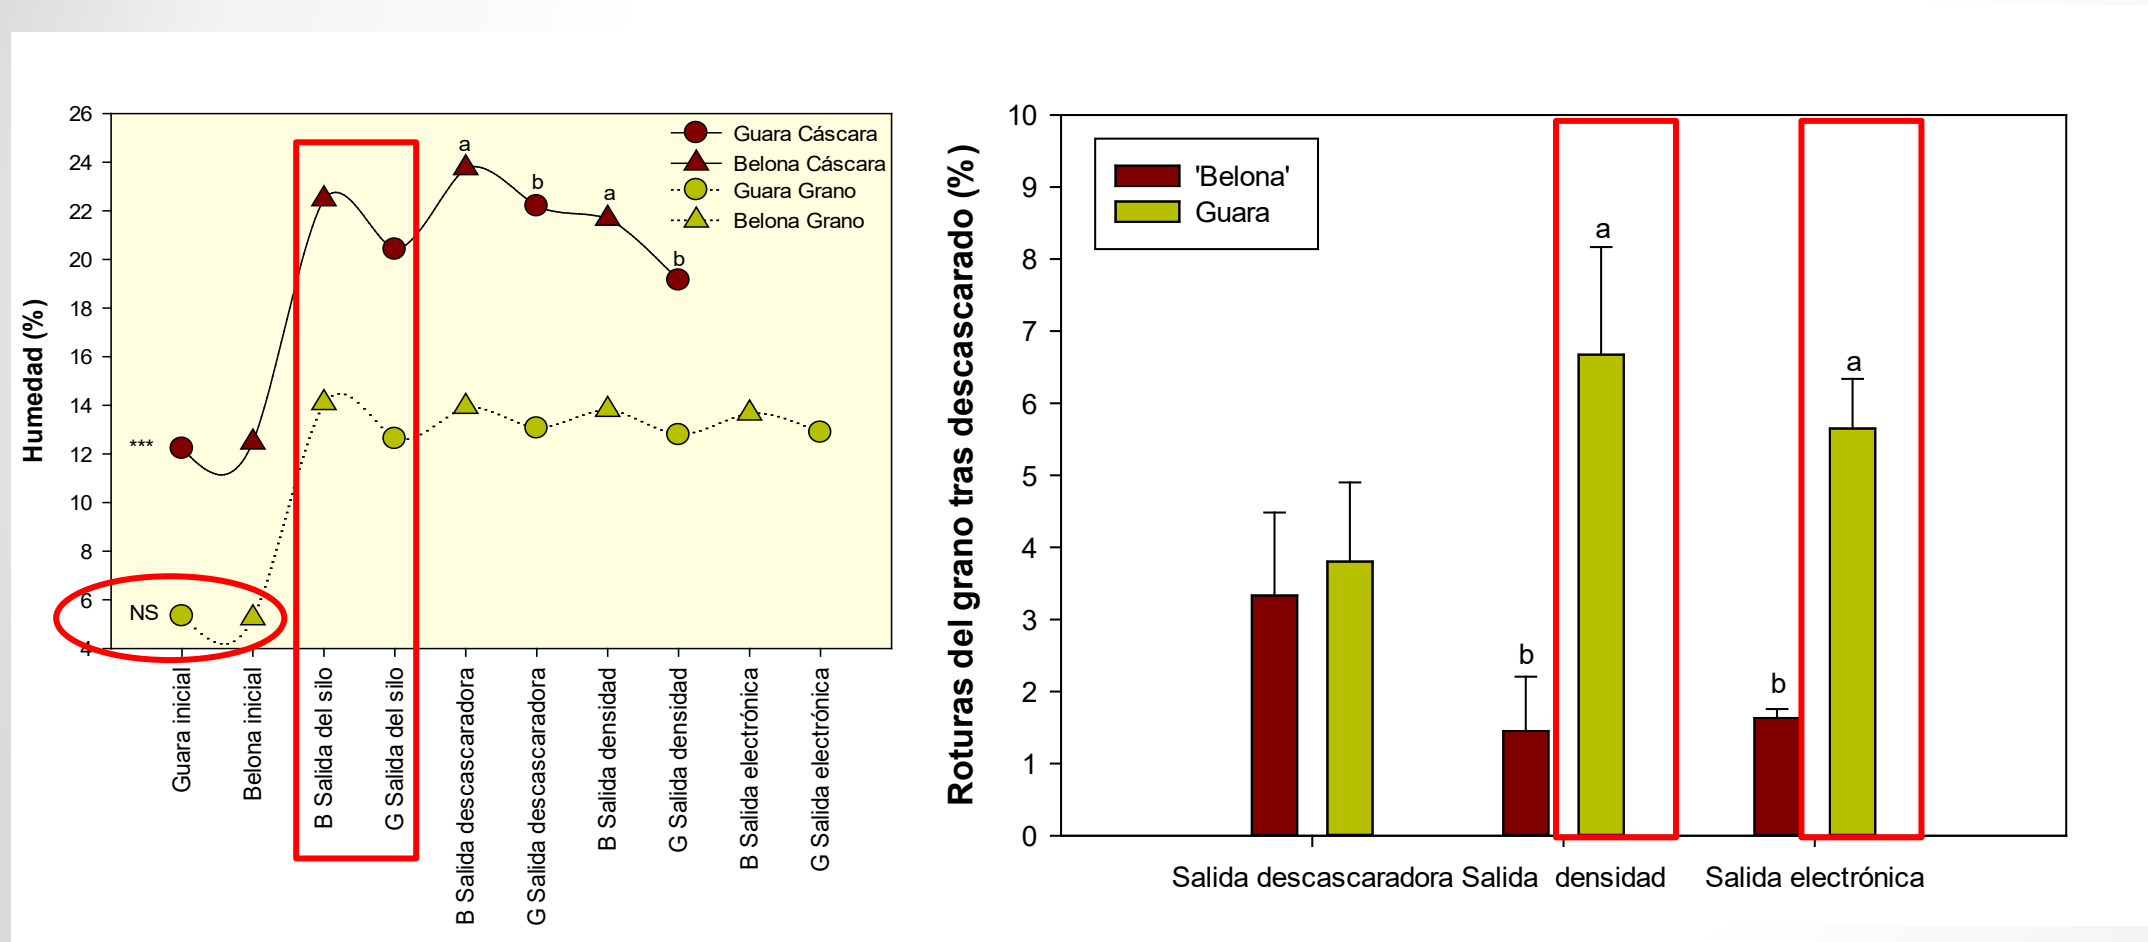 26
24
22
20
18
16
14
12
10
8
6
4
Humedad (%)
Guara Cáscara
Belona Cáscara
Guara Grano
Belona Grano
a
b
a
b
***
NS
Guara inicial
Belona inicial
B Salida del silo
G Salida del silo
B Salida descascaradora
G Salida descascaradora
B Salida densidad
G Salida densidad
B Salida electrónica
G Salida electrónica
10
9
8
7
6
5
4
3
2
1
0
Roturas del grano tras descascarado (%)
'Belona'
Guara
a
a
b
b
Salida descascaradora
Salida densidad
Salida electrónica